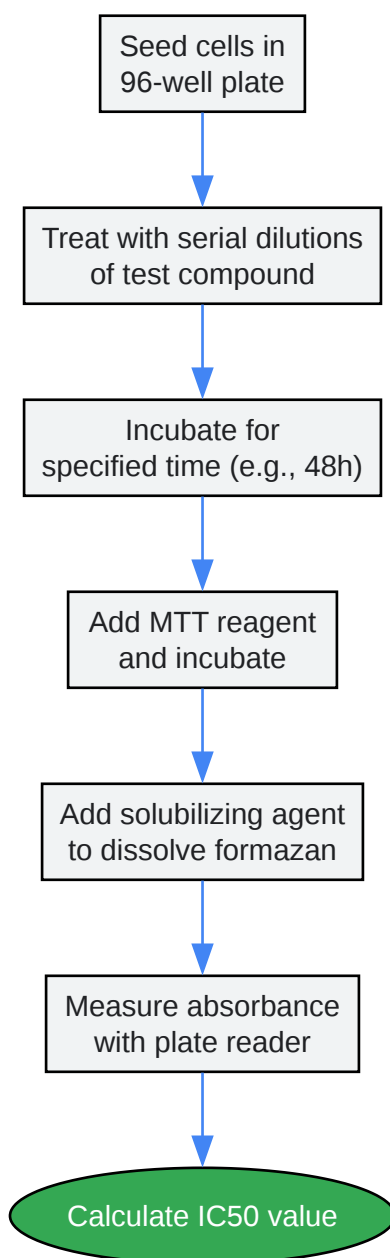 Seed cells in
96-well plate
Treat with serial dilutions
of test compound
Incubate for
specified time (e.g., 48h)
Add MTT reagent
and incubate
Add solubilizing agent
to dissolve formazan
Measure absorbance
with plate reader
Calculate IC50 value